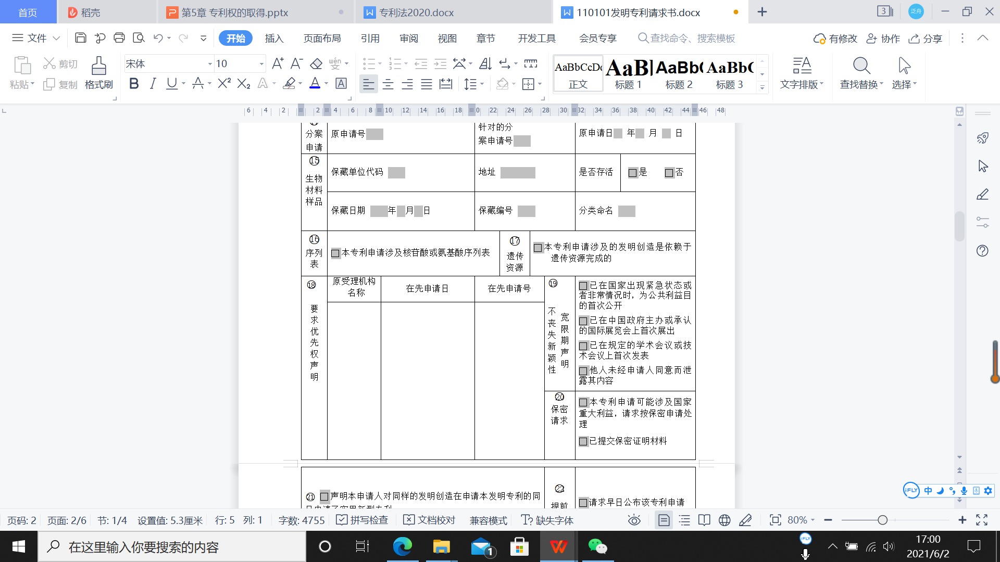 首页
稻壳
第5章 专利权的取得.pptx
专利法2020.docx
110101发明专利请求书.docx
3
泛舟
文件
开始
插入
页面布局
引用
审阅
视图
章节
开发工具
会员专享
查找命令、搜索模板
有修改
协作
分享
粘贴
剪切
复制
格式刷
宋体
10
AaBbCcDd
正文
AaBl
标题 1
AaBb(
标题 2
AaBb(
标题 3
文字排版
查找替换
选择
6 4 2 2 4 6 8 10 12 14 16 18 20 22 24 26 28 30 32 34 36 38 40 42 44 46 48
分案
申请
原申请号
针对的分
案申请号
原申请日 年 月 日
⑮
生物
材料
样品
保藏单位代码
地址
是否存活
□是 □否
保藏日期 年 月 日
保藏编号
分类命名
⑯
序列
表
□本专利申请涉及核苷酸或氨基酸序列表
⑰
遗传
资源
□本专利申请涉及的发明创造是依赖于
遗传资源完成的
⑱
要求优先权声明
原受理机构
名称
在先申请日
在先申请号
⑲
不丧失新颖性
宽限期声明
□已在国家出现紧急状态或
者非常情况时，为公共利益目
的首次公开
□已在中国政府主办或承认
的国际展览会上首次展出
□已在规定的学术会议或技
术会议上首次发表
□他人未经申请人同意而泄
露其内容
⑳
保密
请求
□本专利申请可能涉及国家
重大利益，请求按保密申请处
理
□已提交保密证明材料
㉑ □声明本申请人对同样的发明创造在申请本发明专利的同
日申请了实用新型专利
㉒
提前
□请求早日公布该专利申请
iFLY 中
页码: 2
页面: 2/6
节: 1/4
设置值: 5.3厘米
行: 5
列: 1
字数: 4755
拼写检查
文档校对
兼容模式
缺失字体
80%
在这里输入你要搜索的内容
1
iFLY
17:00
2021/6/2